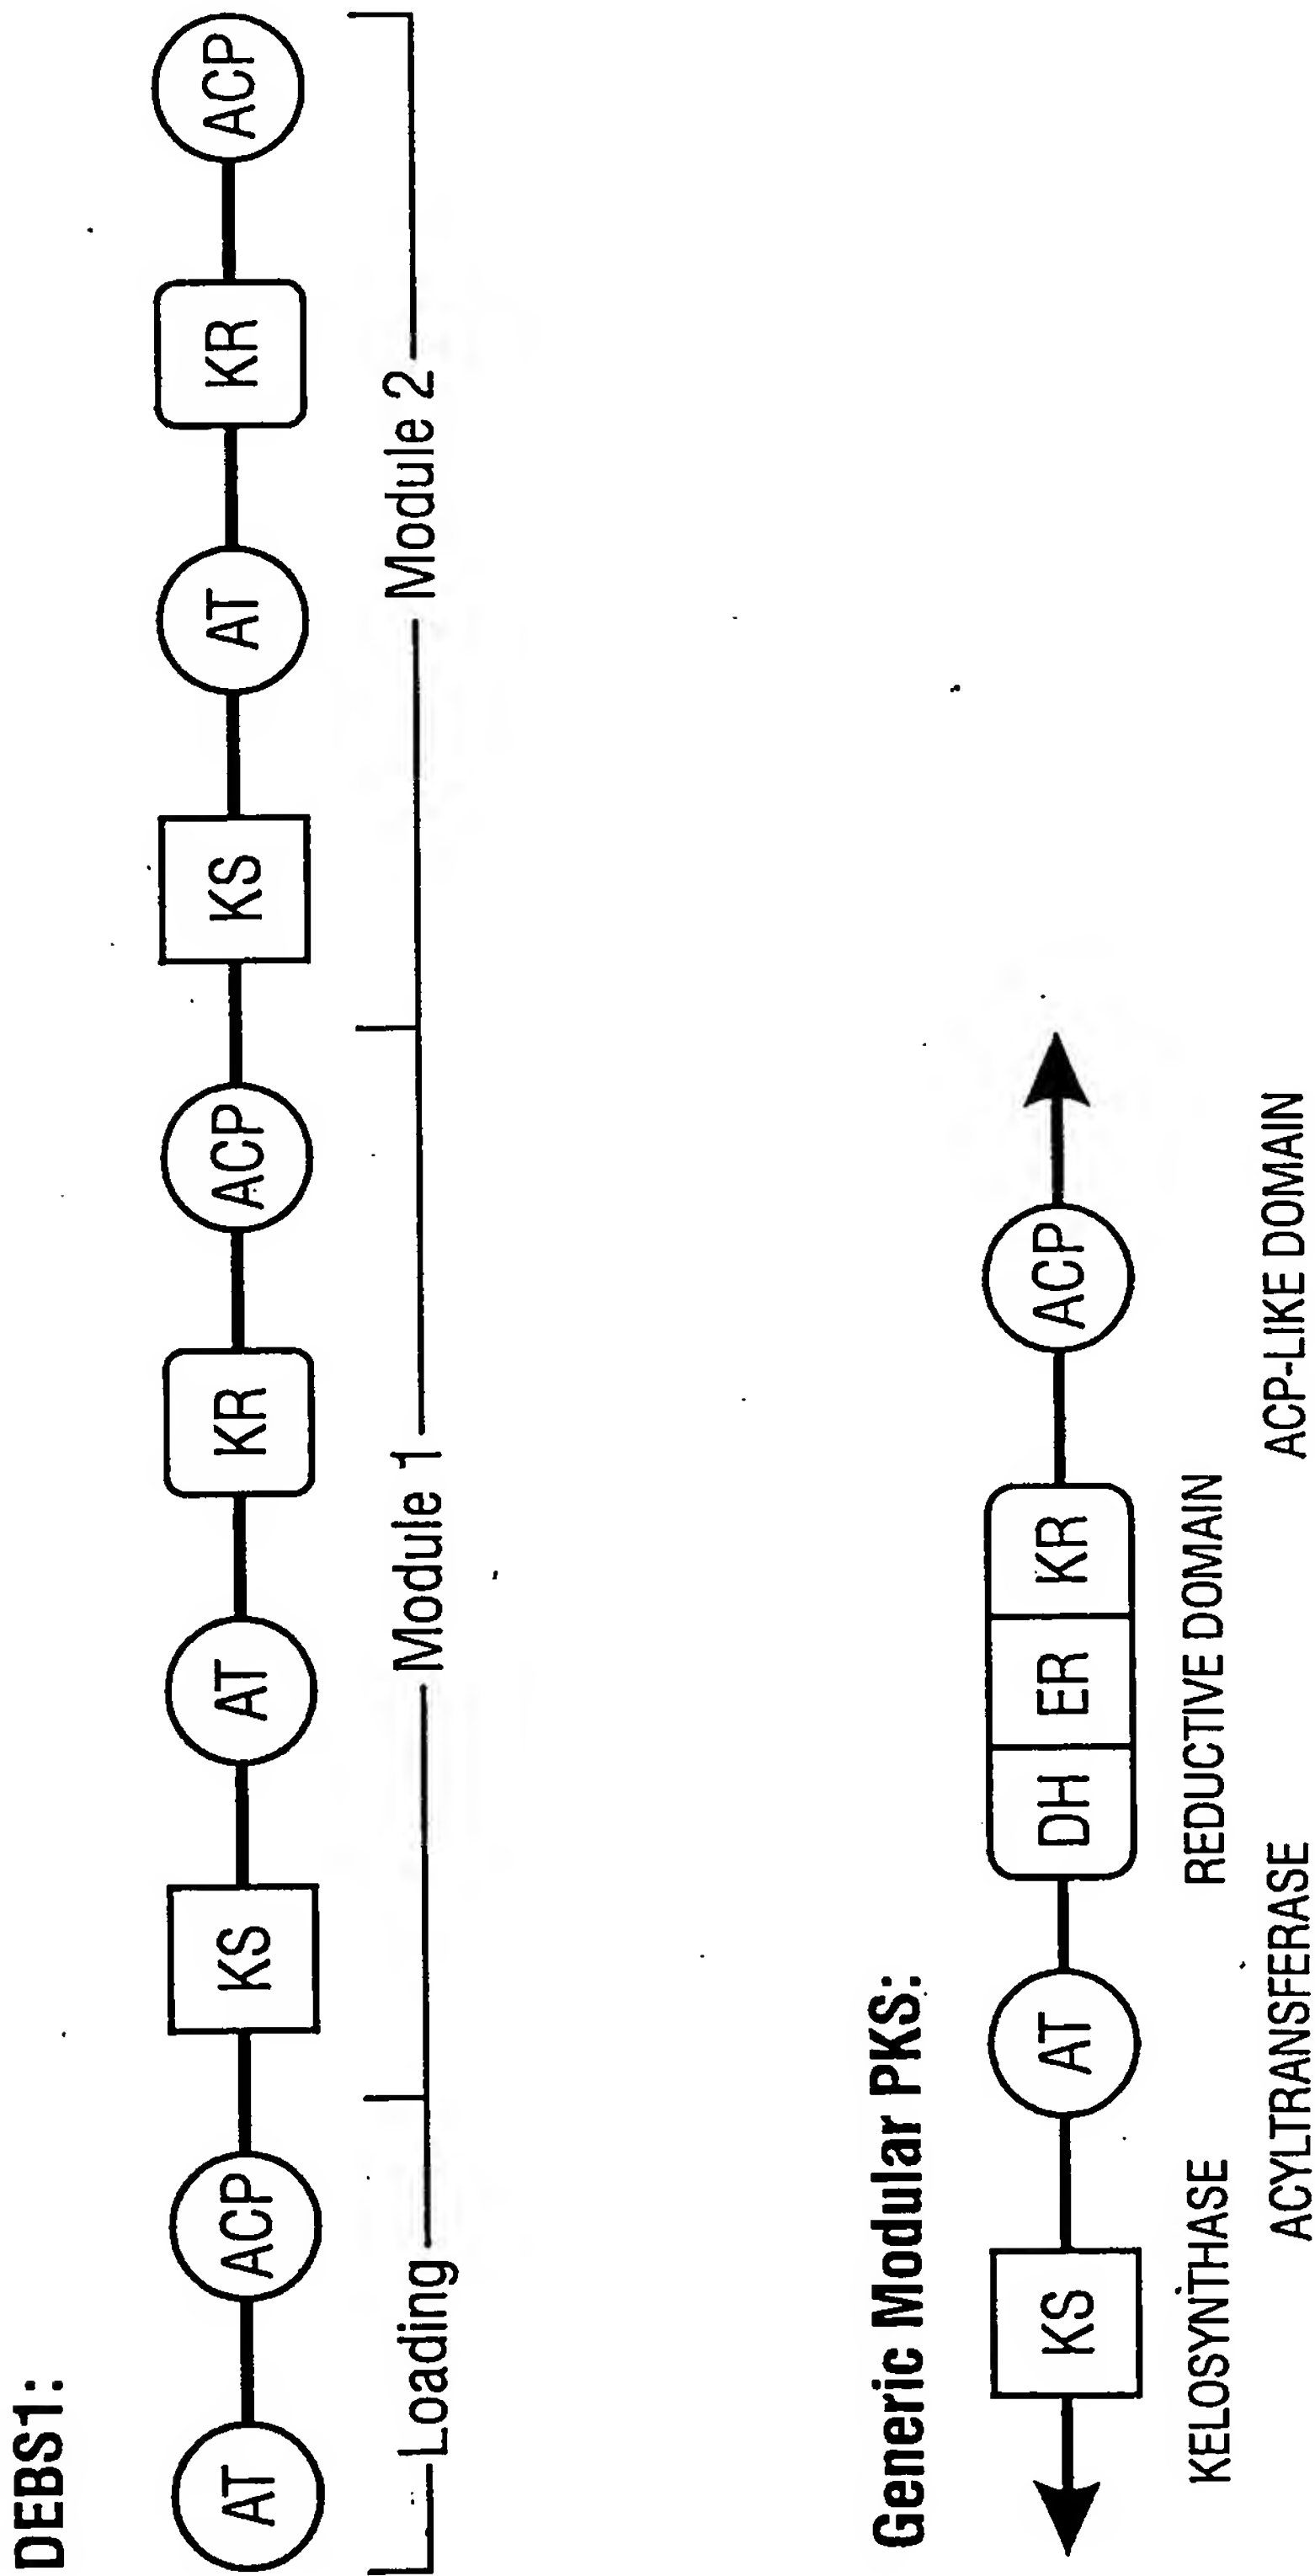 DEBS1:
AT ACP KS AT KR ACP KS AT KR ACP
Loading Module 1 Module 2
Generic Modular PKS:
KS AT DH ER KR ACP
KELOSYNTHASE REDUCTIVE DOMAIN
ACYLTRANSFERASE ACP-LIKE DOMAIN